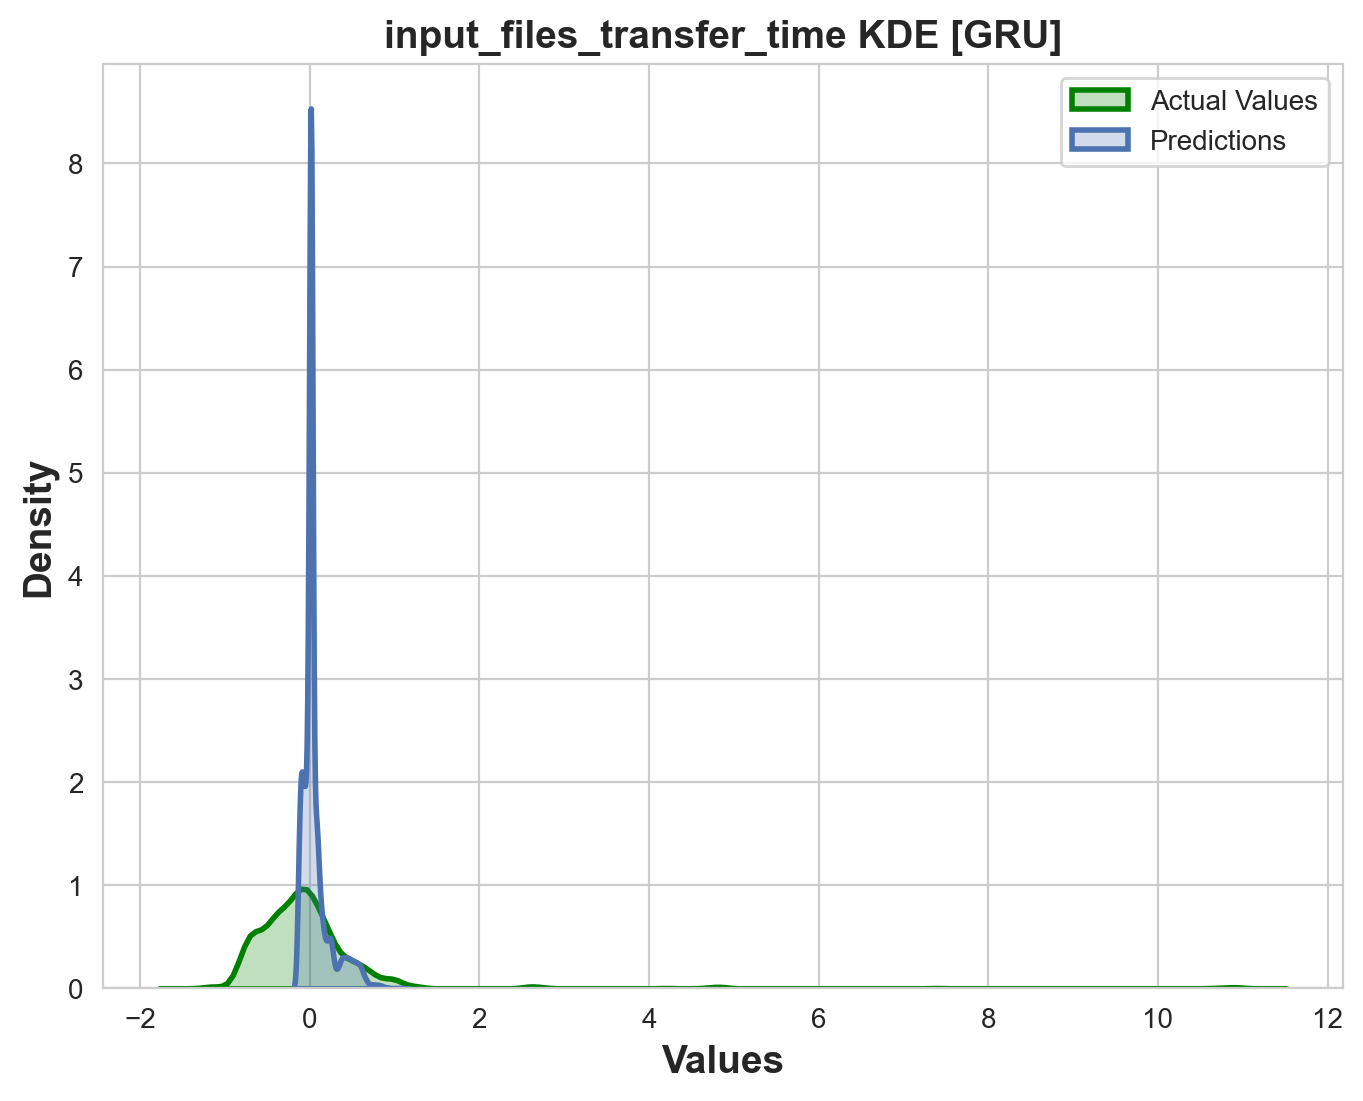 input_files_transfer_time KDE [GRU]
Actual Values
Predictions
Density
8
7
6
5
4
3
2
1
0
−2 0 2 4 6 8 10 12
Values